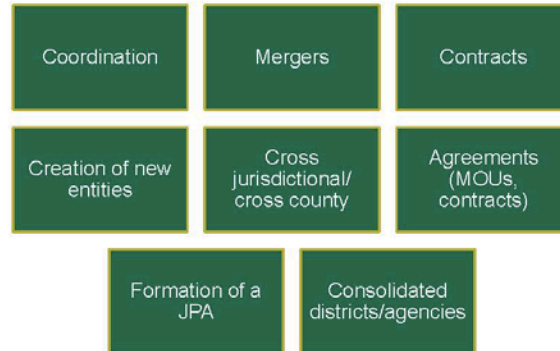 Coordination
Mergers
Contracts
Creation of new
entities
Cross
jurisdictional/
cross county
Agreements
(MOUs,
contracts)
Formation of a
JPA
Consolidated
districts/agencies